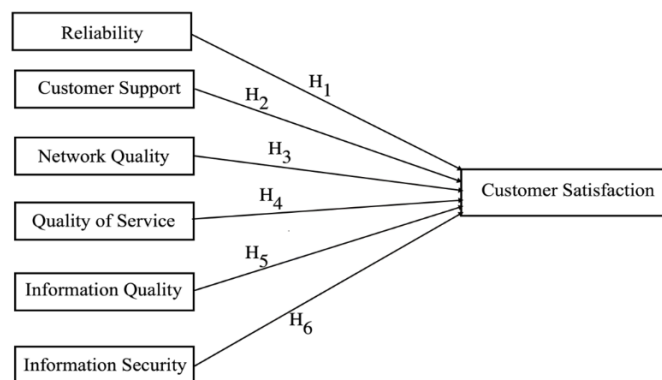 Reliability
H1
Customer Support
H2
Network Quality
H3
Customer Satisfaction
H4
Quality of Service
H5
Information Quality
H6
Information Security